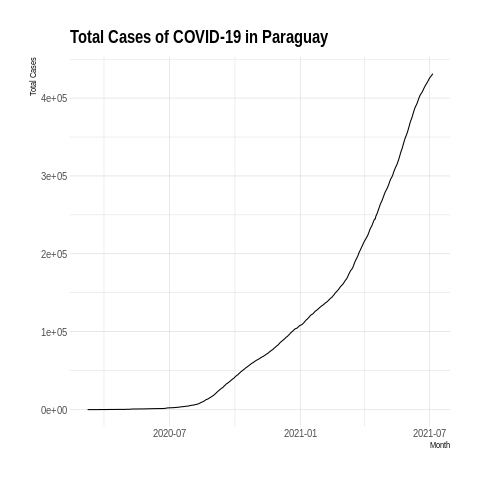 Total Cases of COVID-19 in Paraguay
Total Cases
4e+05
3e+05
2e+05
1e+05
0e+00
2020-07
2021-01
2021-07
Month